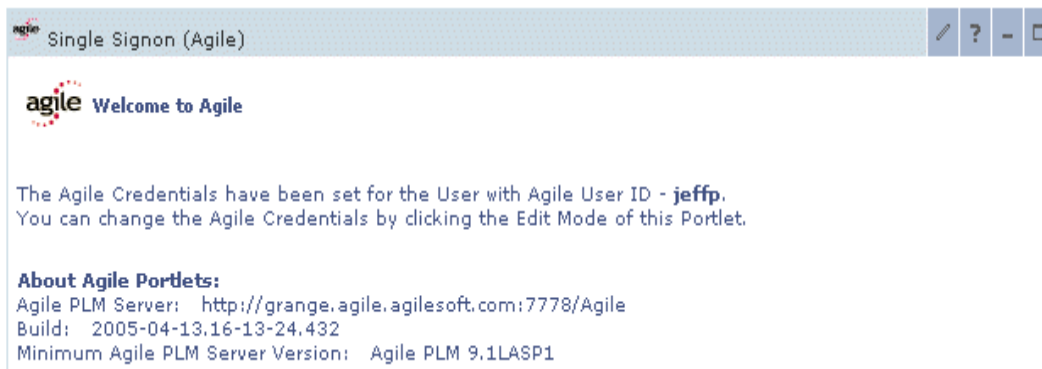 agile Single Signon (Agile) ?
agile Welcome to Agile
The Agile Credentials have been set for the User with Agile User ID - jeffp.
You can change the Agile Credentials by clicking the Edit Mode of this Portlet.
About Agile Portlets:
Agile PLM Server: http://grange.agile.agilesoft.com:7778/Agile
Build: 2005-04-13.16-13-24.432
Minimum Agile PLM Server Version: Agile PLM 9.1LASP1